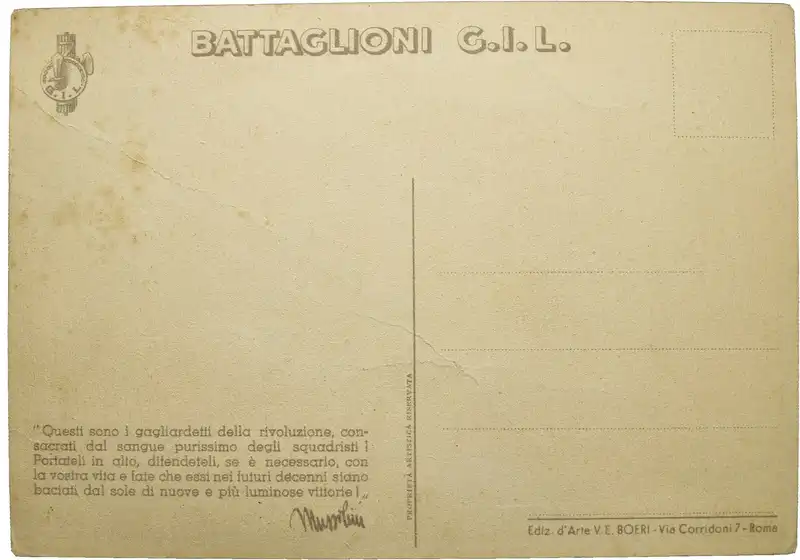 BATTAGLIONI G.I.L.
G.I.L.
"Questi sono i gagliardetti della rivoluzione, con-
sacrati dal sangue purissimo degli squadristi!
Portateli in alto, difendeteli, se è necessario, con
la vostra vita e fate che essi nei futuri decenni siano
baciati dal sole di nuove e più luminose vittorie!„
Mussolini
PROPRIETÀ ARTISTICA RISERVATA
Ediz. d'Arte V. E. BOERI - Via Corridoni 7 - Roma